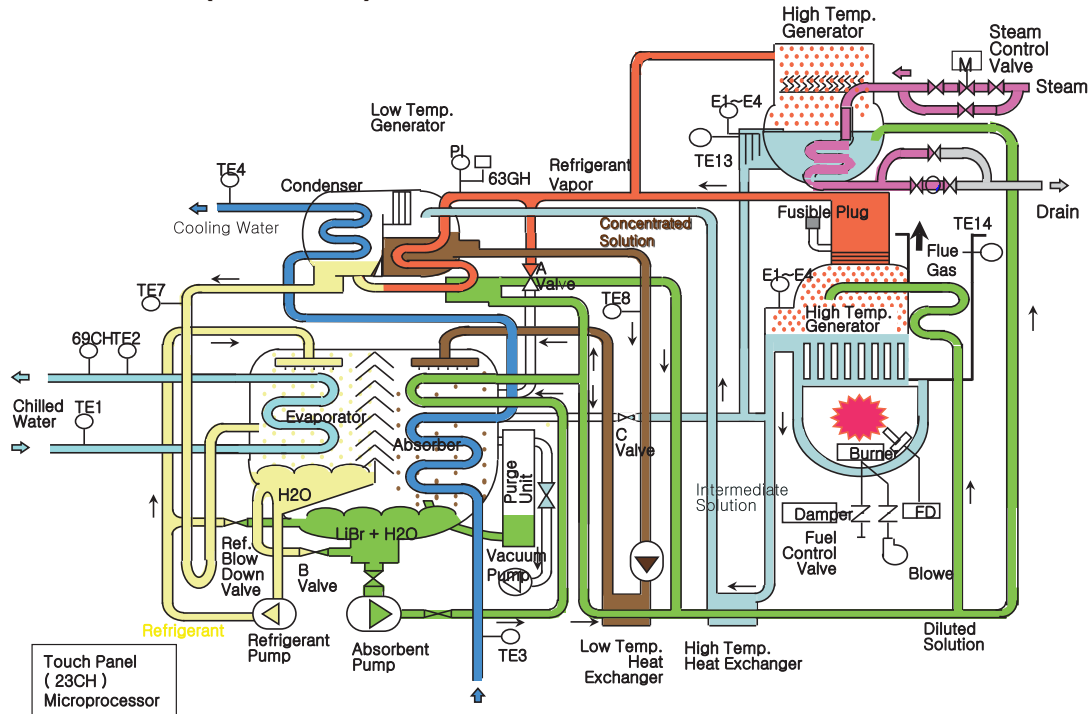 High Temp.
Generator
Steam
Control
Valve
M
Steam
E1~E4
Low Temp.
Generator
TE13
PI
63GH
Refrigerant
Vapor
TE4
Condenser
Drain
Cooling Water
Concentrated
Solution
Fusible Plug
TE14
Flue
Gas
A
Valve
E1~E4
TE7
TE8
High Temp.
Generator
69CHTE2
Chilled
Water
TE1
Evaporator
Absorber
C
Valve
Burner
Purge
Unit
H2O
Intermediate
Solution
Damper
FD
LiBr + H2O
Fuel
Control
Valve
Ref.
Blow
Down
Valve
B
Valve
Vacuum
Pump
Blowe
Refrigerant
Refrigerant
Pump
Absorbent
Pump
TE3
Low Temp.
Heat
Exchanger
High Temp.
Heat Exchanger
Diluted
Solution
Touch Panel
( 23CH )
Microprocessor